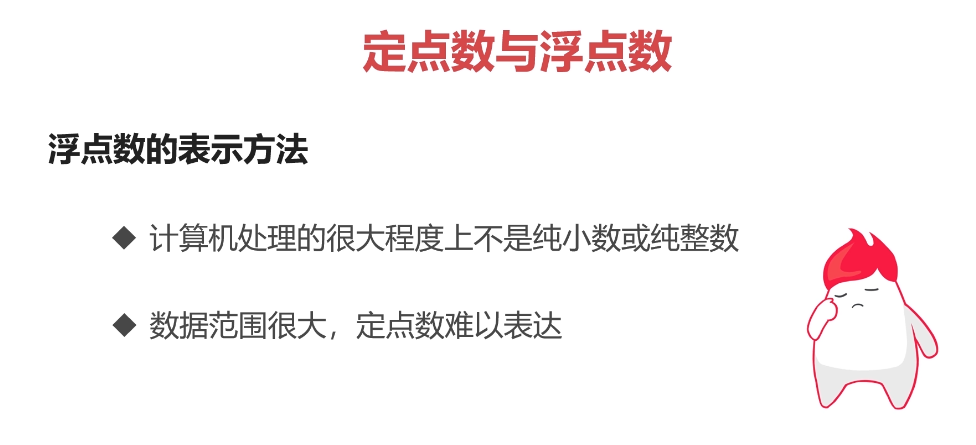 定点数与浮点数
浮点数的表示方法
◆ 计算机处理的很大程度上不是纯小数或纯整数
◆ 数据范围很大，定点数难以表达